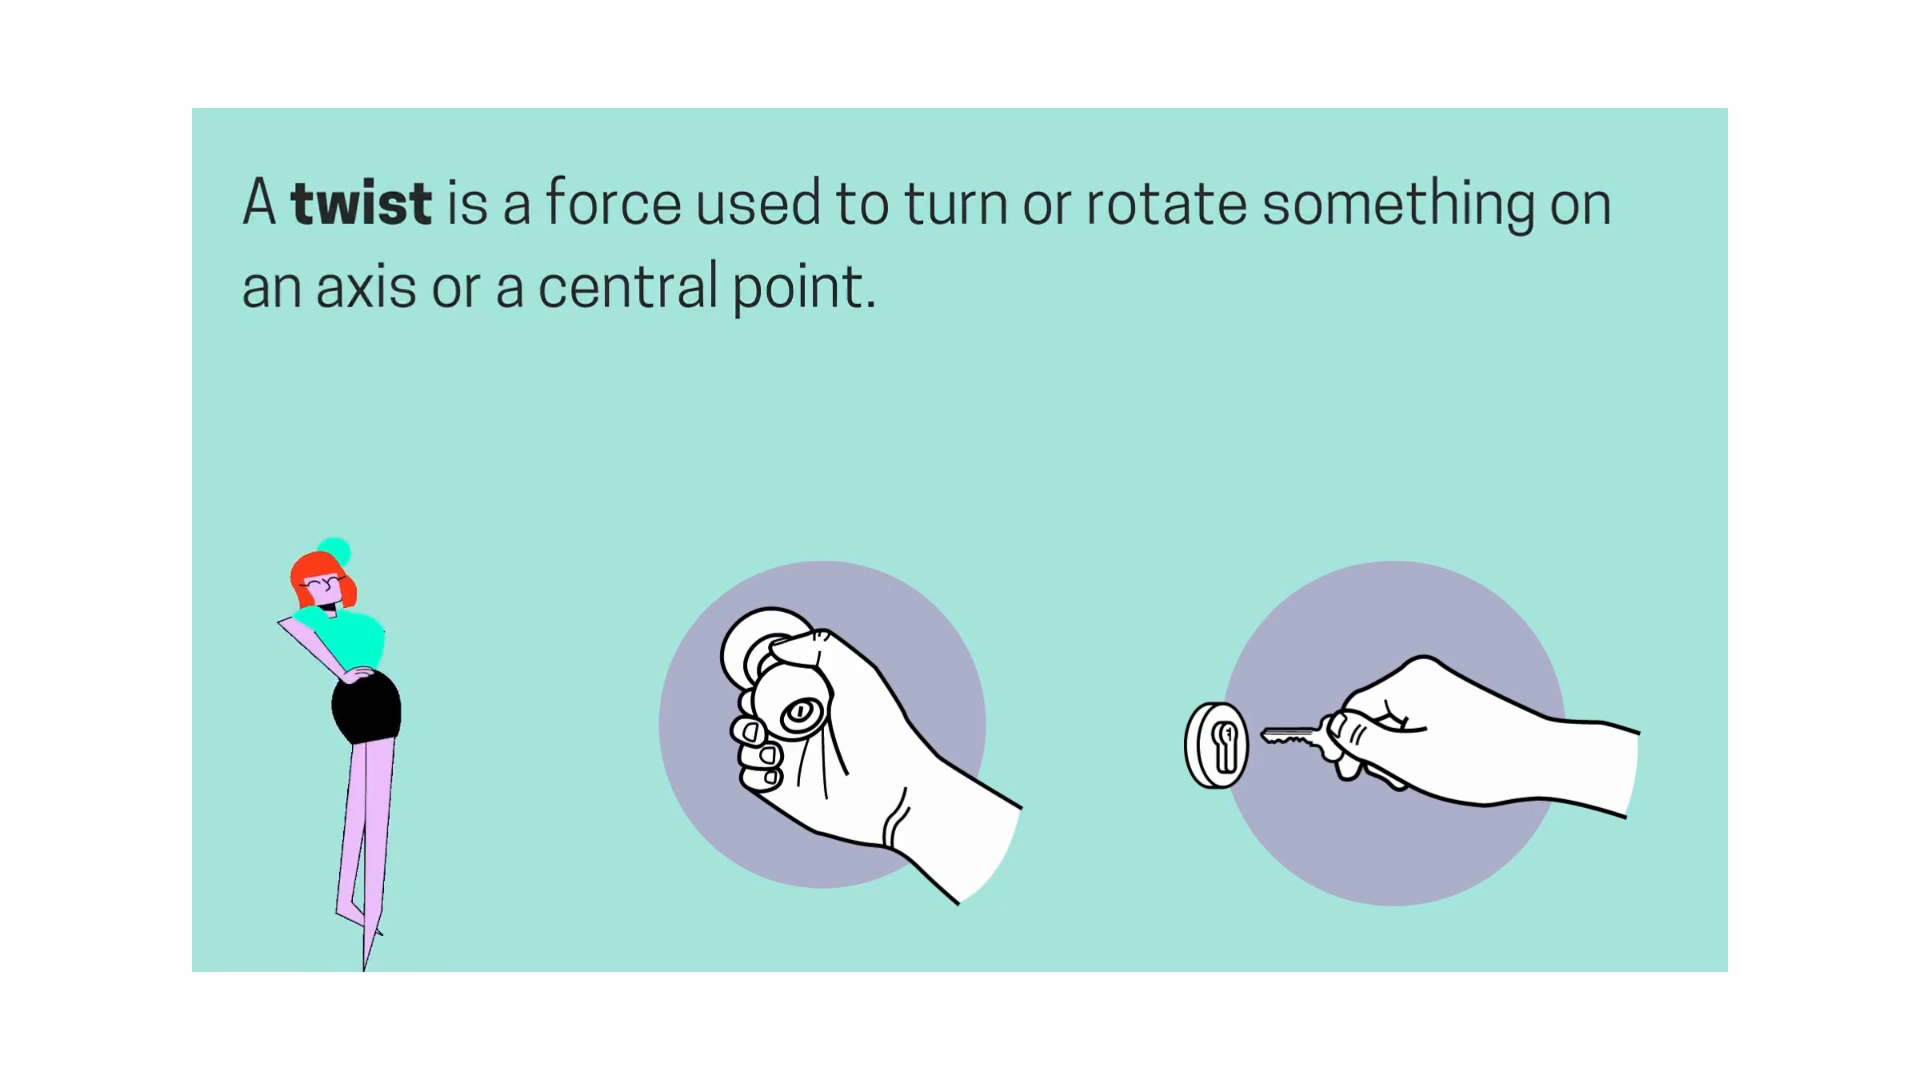 A twist is a force used to turn or rotate something on
an axis or a central point.